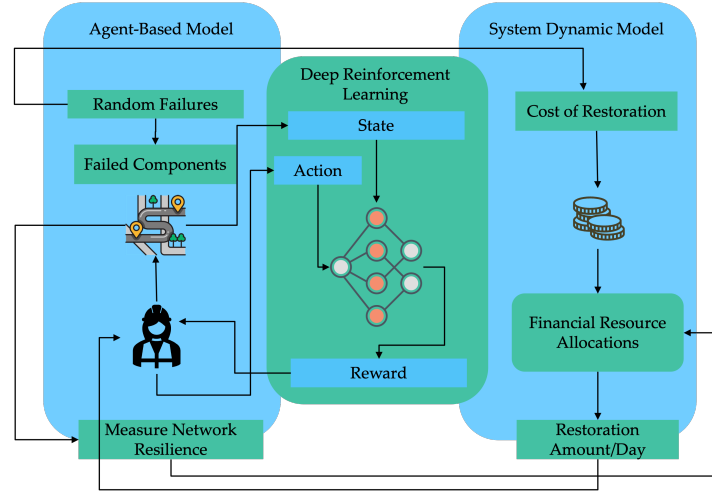 Agent-Based Model
System Dynamic Model
Deep Reinforcement
Learning
Random Failures
Cost of Restoration
State
Failed Components
Action
Financial Resource
Allocations
Reward
Measure Network
Resilience
Restoration
Amount/Day